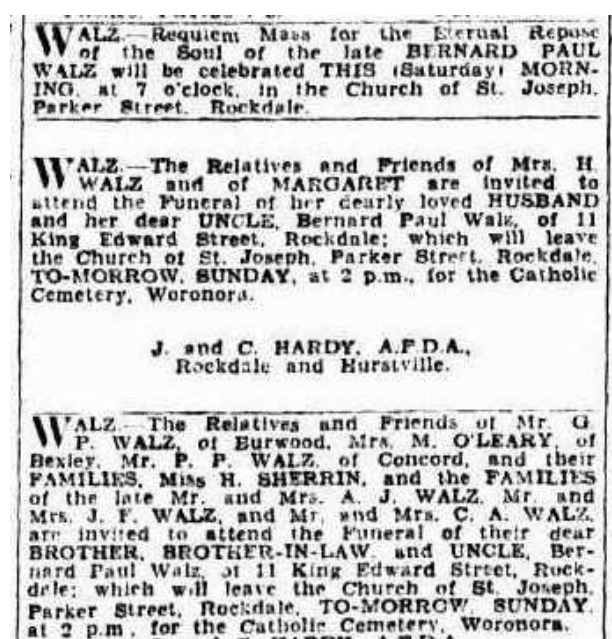 WALZ.—Requiem Mass for the Eternal Repose
of the Soul of the late BERNARD PAUL
WALZ will be celebrated THIS (Saturday) MORN-
ING, at 7 o'clock, in the Church of St. Joseph,
Parker Street, Rockdale.
WALZ.—The Relatives and Friends of Mrs. H.
WALZ and of MARGARET are invited to
attend the Funeral of her dearly loved HUSBAND
and her dear UNCLE, Bernard Paul Walz, of 11
King Edward Street, Rockdale; which will leave
the Church of St. Joseph, Parker Street, Rockdale,
TO-MORROW, SUNDAY, at 2 p.m., for the Catholic
Cemetery, Woronora.
J. and C. HARDY, A.F.D.A.,
Rockdale and Hurstville.
WALZ.—The Relatives and Friends of Mr. G.
P. WALZ, of Burwood, Mrs. M. O'LEARY, of
Bexley, Mr. P. P. WALZ, of Concord, and their
FAMILIES, Miss H. SHERRIN, and the FAMILIES
of the late Mr. and Mrs. A. J. WALZ, Mr. and
Mrs. J. F. WALZ, and Mr. and Mrs. C. A. WALZ,
are invited to attend the Funeral of their dear
BROTHER, BROTHER-IN-LAW, and UNCLE, Ber-
nard Paul Walz, of 11 King Edward Street, Rock-
dale; which will leave the Church of St. Joseph,
Parker Street, Rockdale, TO-MORROW, SUNDAY,
at 2 p.m., for the Catholic Cemetery, Woronora.